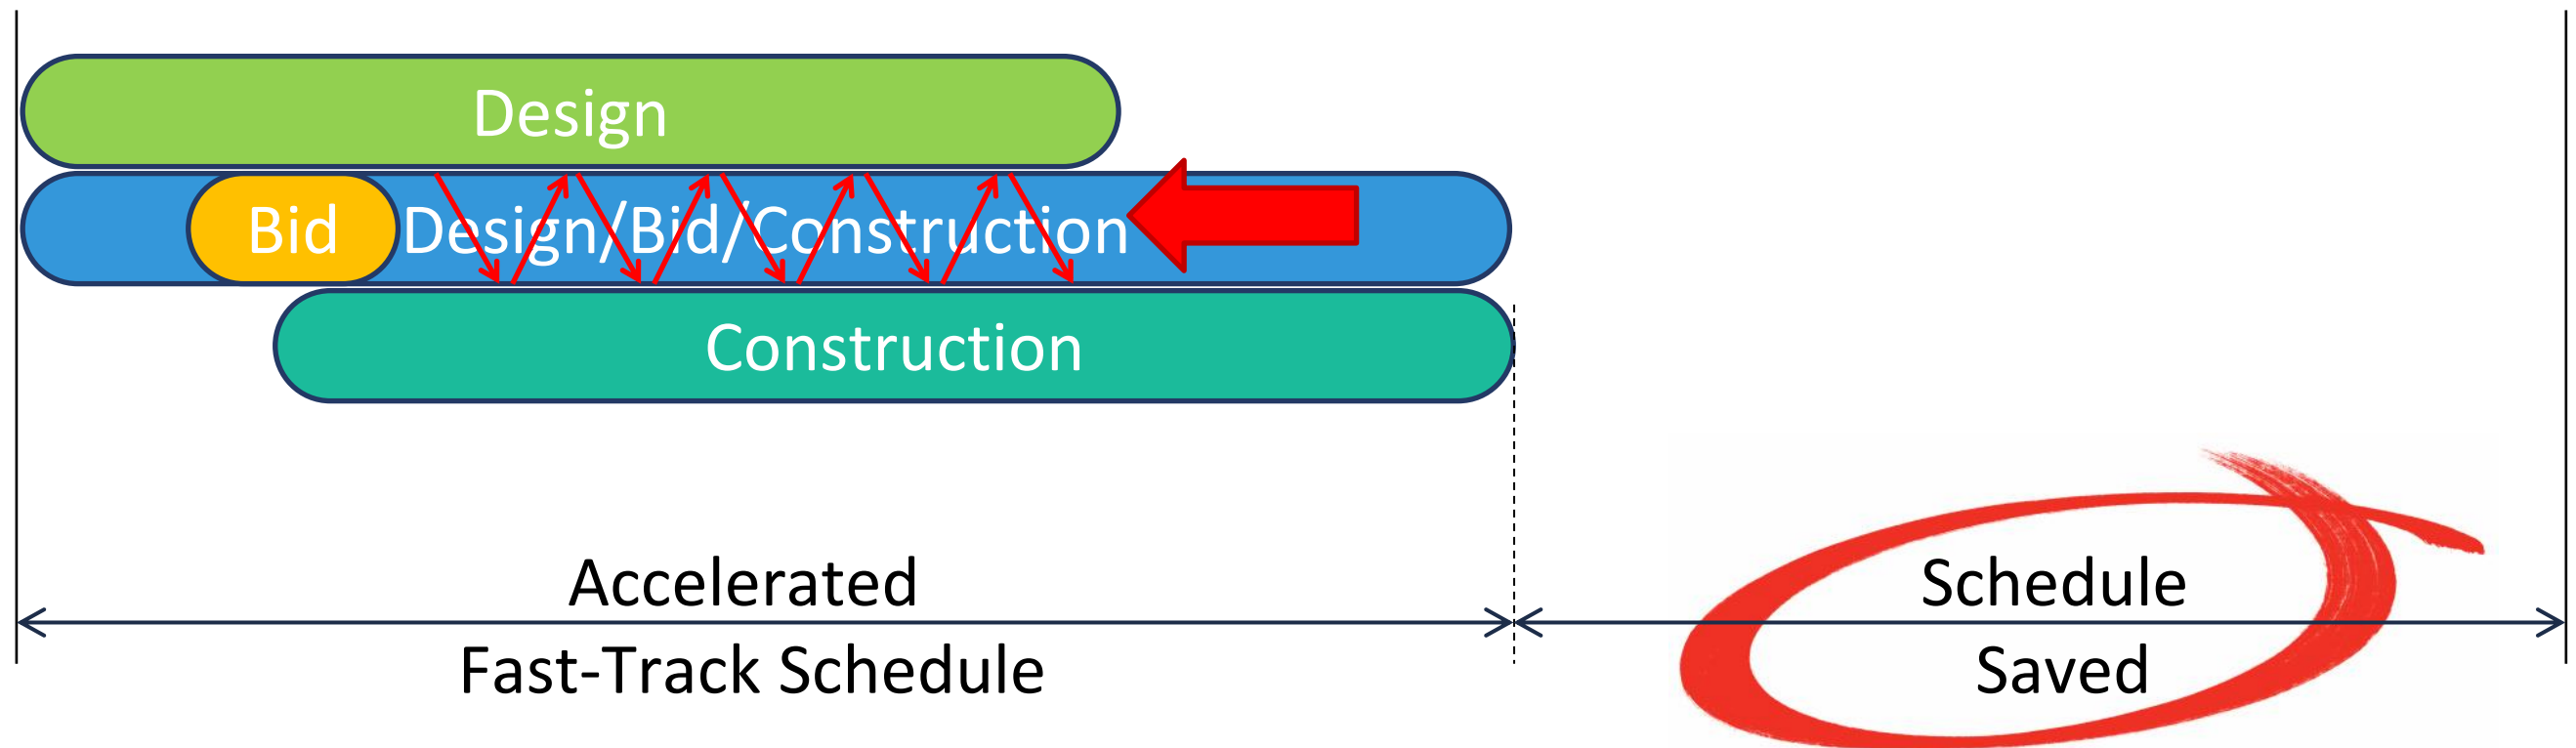 Design
Bid
Design/Bid/Construction
Construction
Accelerated
Fast-Track Schedule
Schedule
Saved